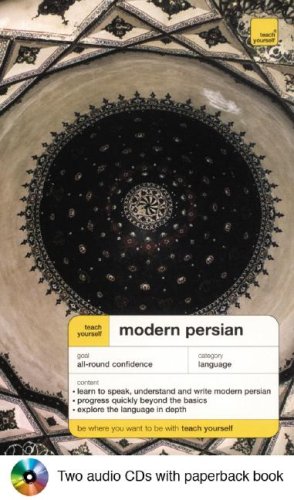 teach
yourself
teach
yourself
modern persian
goal
all-round confidence
category
language
content
• learn to speak, understand and write modern persian
• progress quickly beyond the basics
• explore the language in depth
be where you want to be with teach yourself
Two audio CDs with paperback book